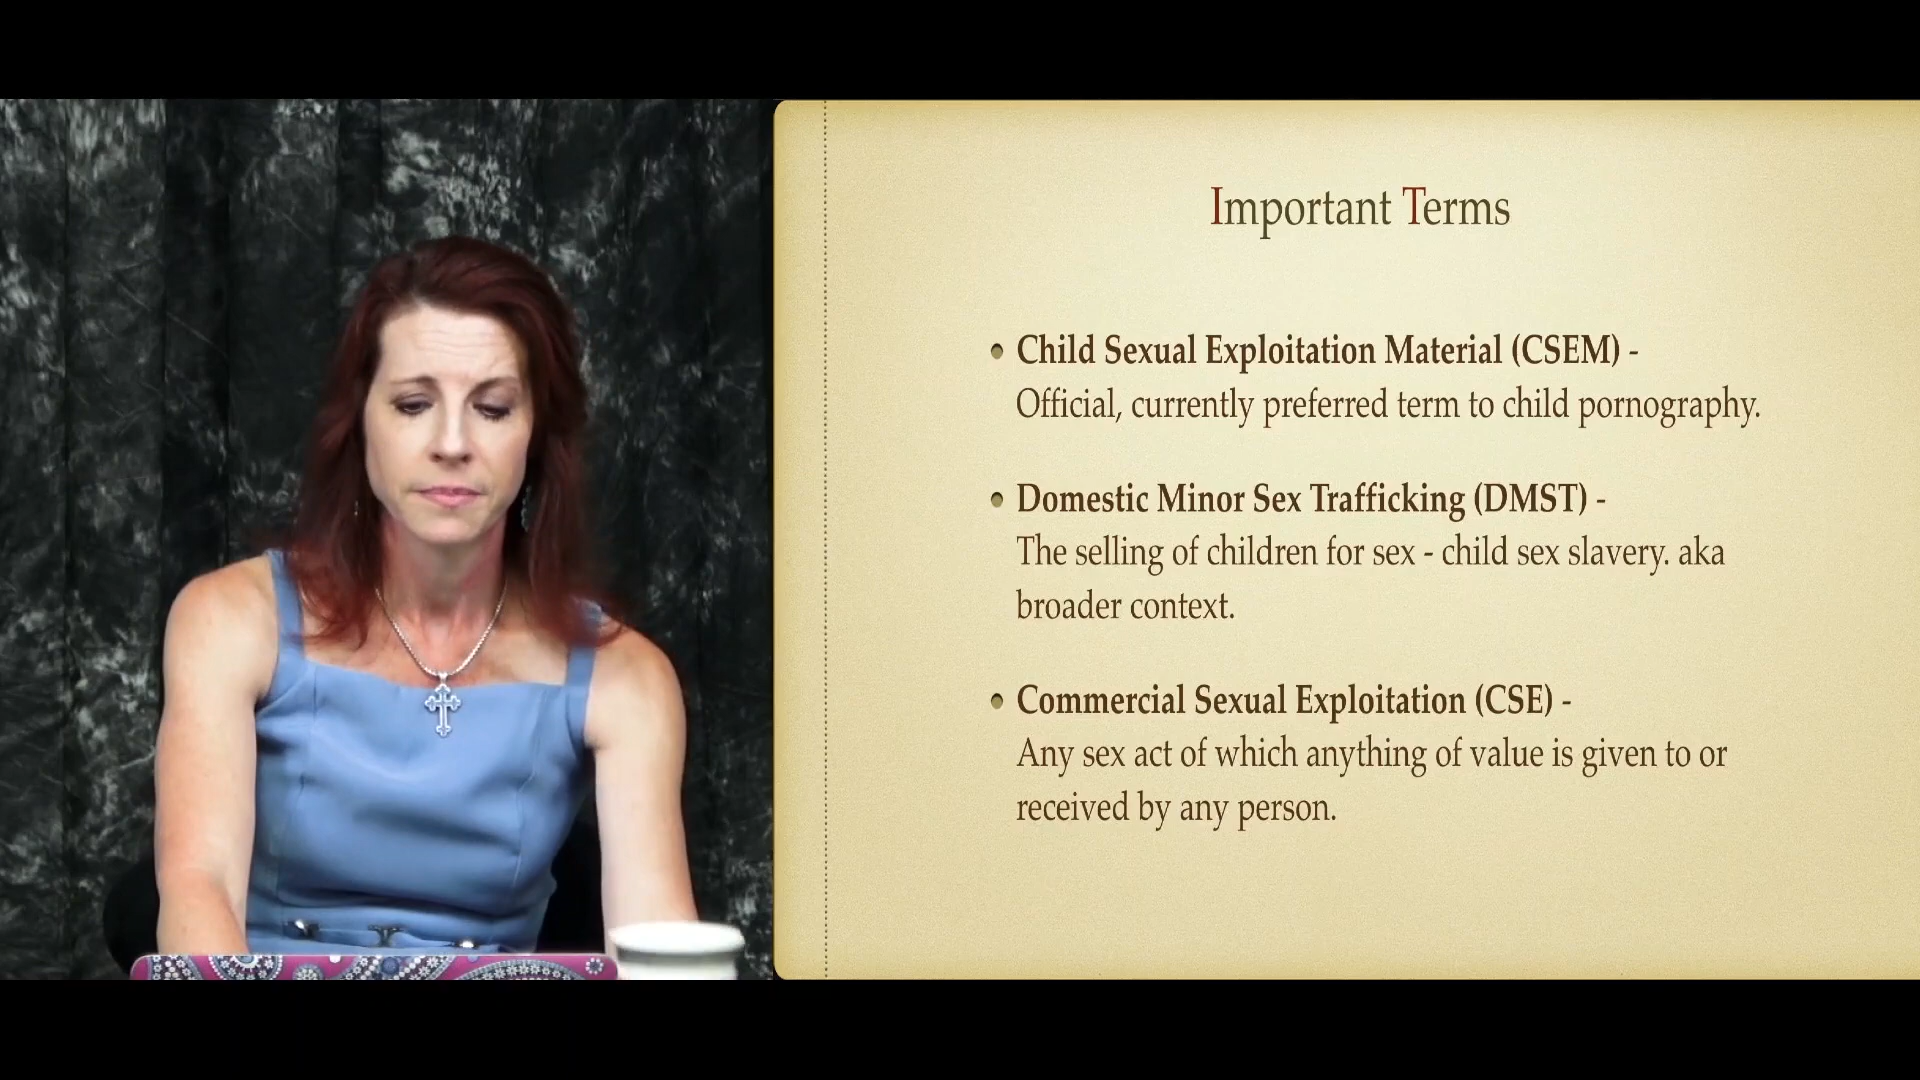 Important Terms
Child Sexual Exploitation Material (CSEM) -
Official, currently preferred term to child pornography.
Domestic Minor Sex Trafficking (DMST) -
The selling of children for sex - child sex slavery. aka
broader context.
Commercial Sexual Exploitation (CSE) -
Any sex act of which anything of value is given to or
received by any person.